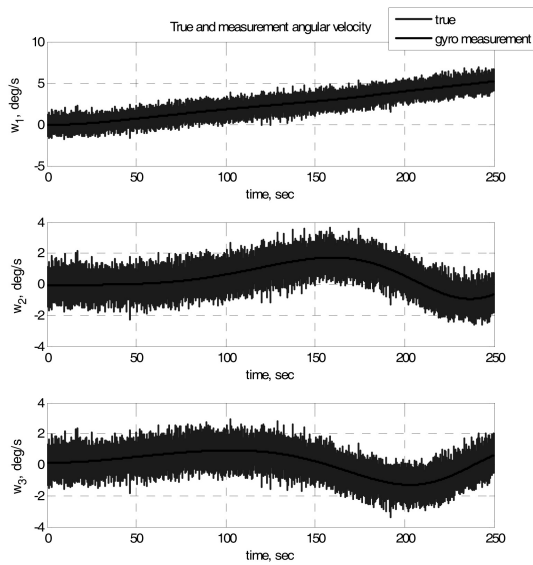 True and measurement angular velocity
true
gyro measurement
10
5
0
-5
w1, deg/s
0 50 100 150 200 250
time, sec
4
2
0
-2
-4
w2, deg/s
0 50 100 150 200 250
time, sec
4
2
0
-2
-4
w3, deg/s
0 50 100 150 200 250
time, sec